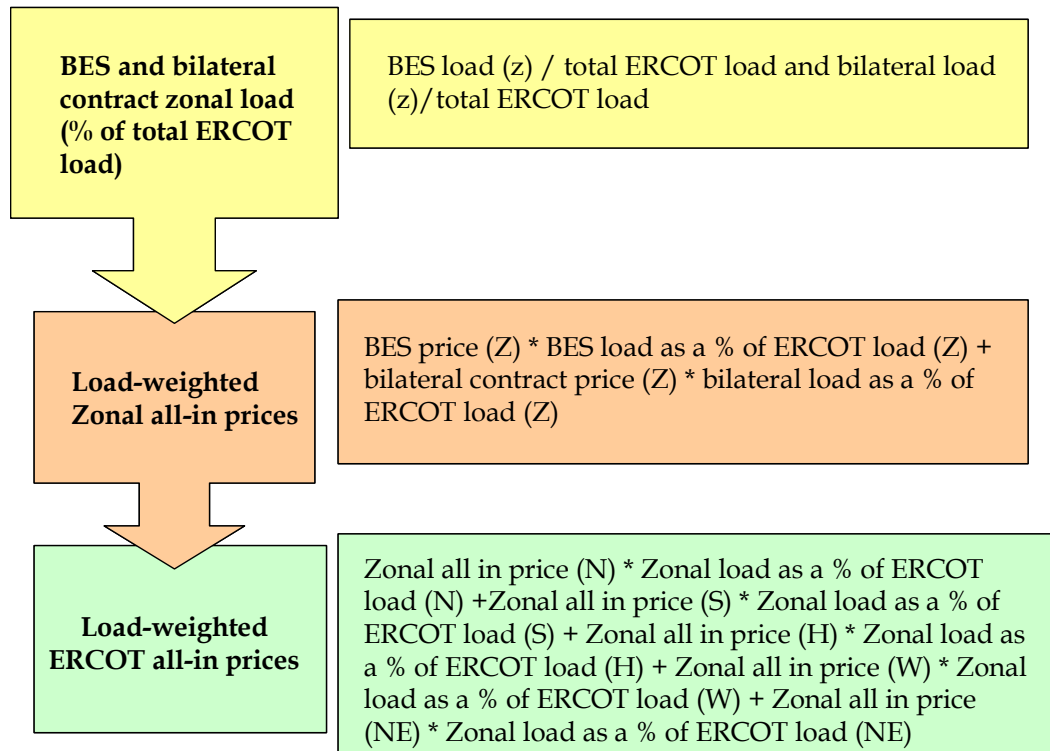 BES and bilateral
contract zonal load
(% of total ERCOT
load)
BES load (z) / total ERCOT load and bilateral load
(z)/total ERCOT load
Load-weighted
Zonal all-in prices
BES price (Z) * BES load as a % of ERCOT load (Z) +
bilateral contract price (Z) * bilateral load as a % of
ERCOT load (Z)
Load-weighted
ERCOT all-in prices
Zonal all in price (N) * Zonal load as a % of ERCOT
load (N) +Zonal all in price (S) * Zonal load as a % of
ERCOT load (S) + Zonal all in price (H) * Zonal load as
a % of ERCOT load (H) + Zonal all in price (W) * Zonal
load as a % of ERCOT load (W) + Zonal all in price
(NE) * Zonal load as a % of ERCOT load (NE)